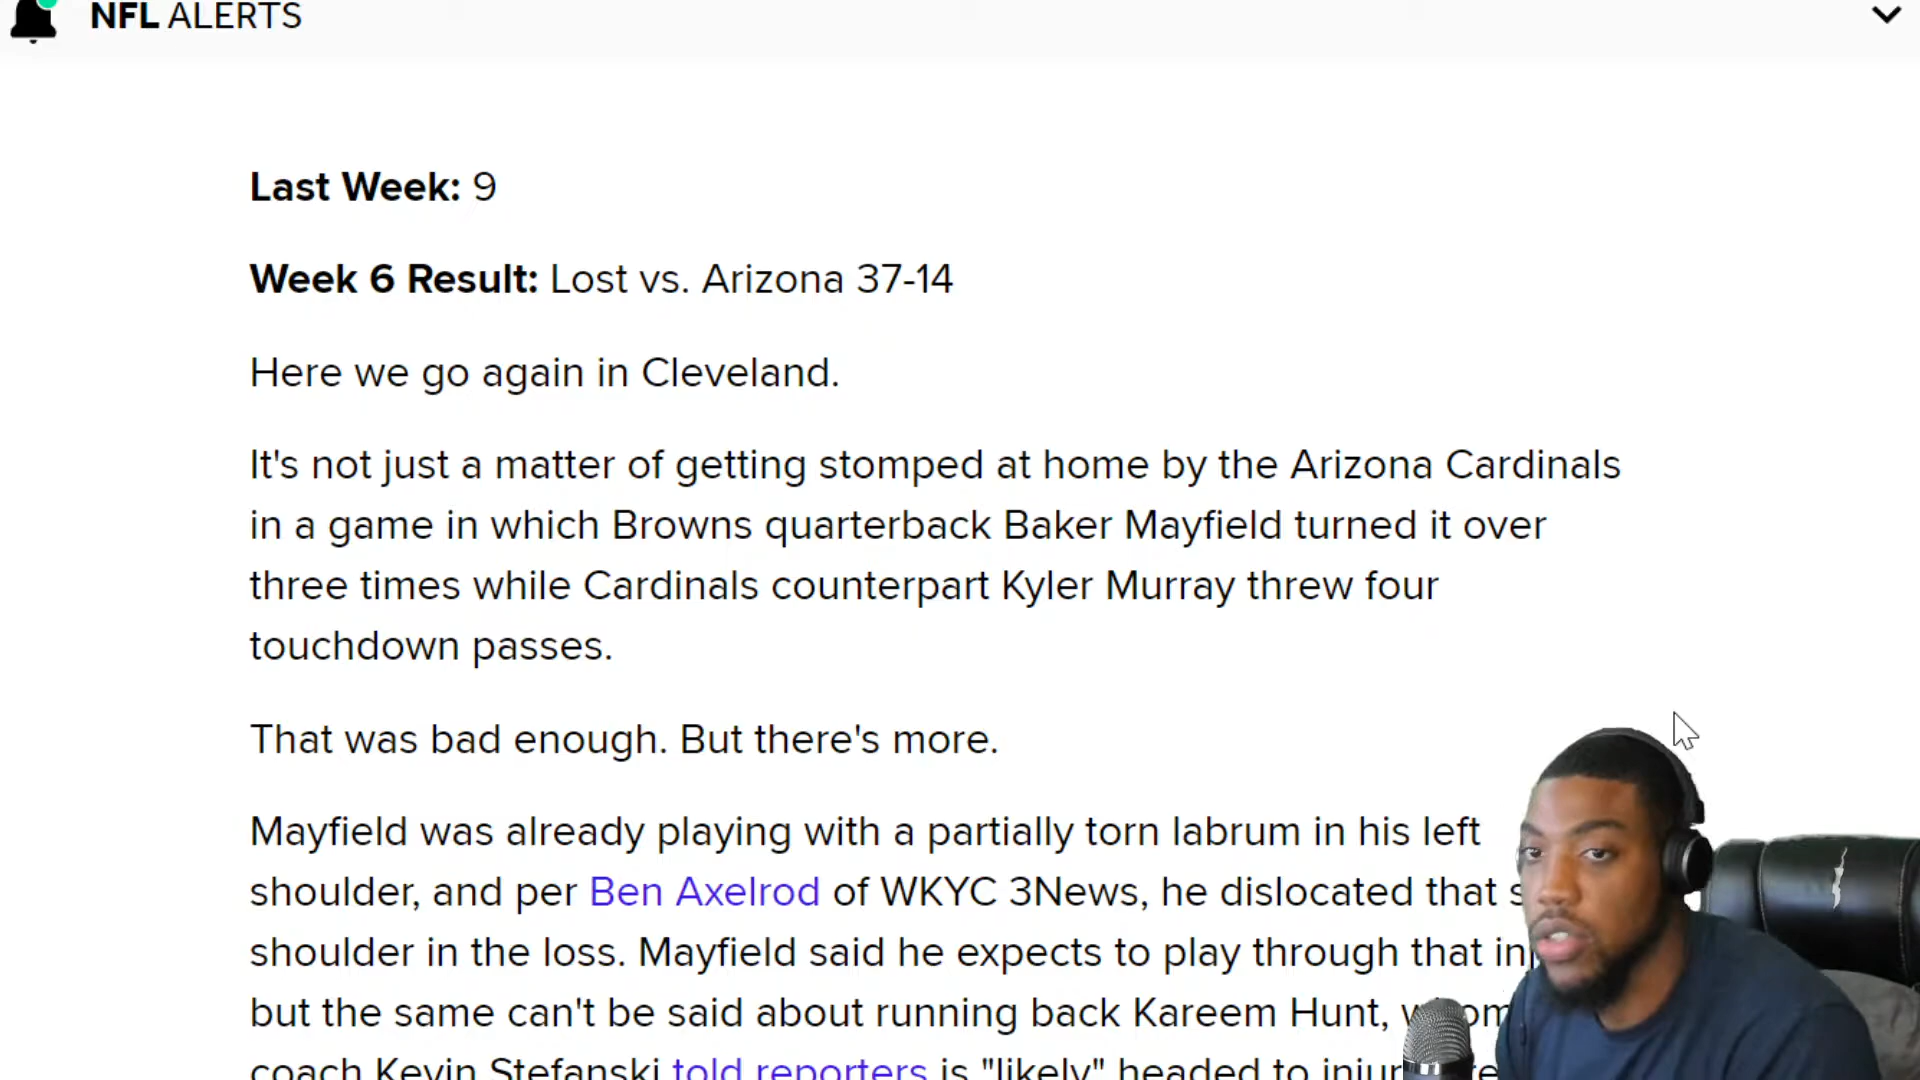 NFL ALERTS
Last Week: 9
Week 6 Result: Lost vs. Arizona 37-14
Here we go again in Cleveland.
It's not just a matter of getting stomped at home by the Arizona Cardinals
in a game in which Browns quarterback Baker Mayfield turned it over
three times while Cardinals counterpart Kyler Murray threw four
touchdown passes.
That was bad enough. But there's more.
Mayfield was already playing with a partially torn labrum in his left
shoulder, and per Ben Axelrod of WKYC 3News, he dislocated that
shoulder in the loss. Mayfield said he expects to play through that
but the same can't be said about running back Kareem Hunt,
coach Kevin Stefanski told reporters is "likely" headed to